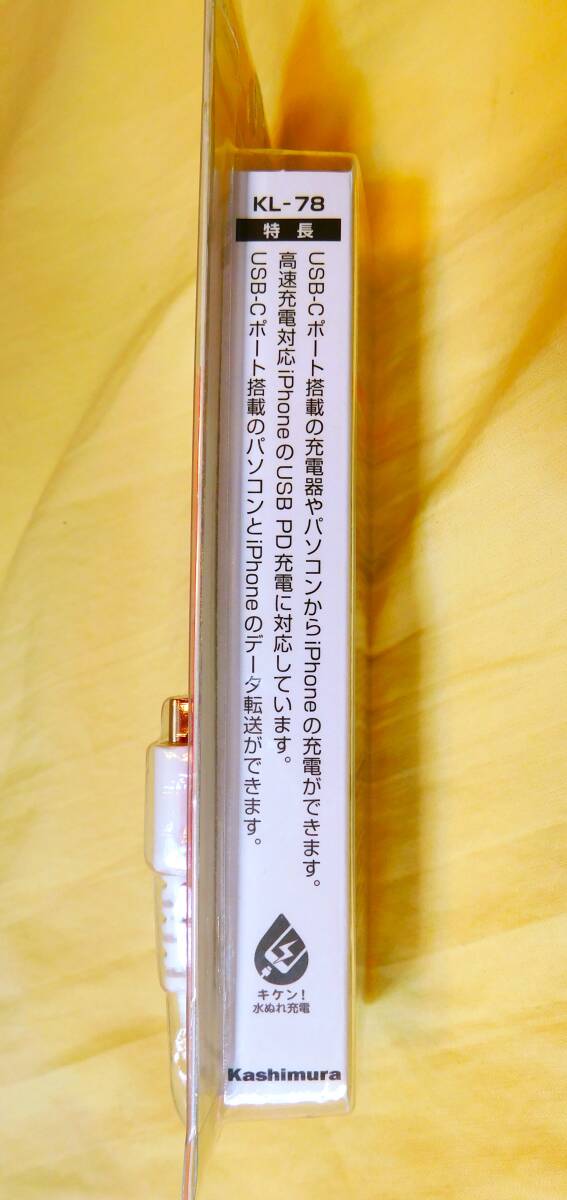 KL-78
特長
USB-Cポート搭載の充電器やパソコンからiPhoneの充電ができます。
高速充電対応iPhoneのUSB PD充電に対応しています。
USB-Cポート搭載のパソコンとiPhoneのデータ転送ができます。
キケン!
水ぬれ充電
Kashimura